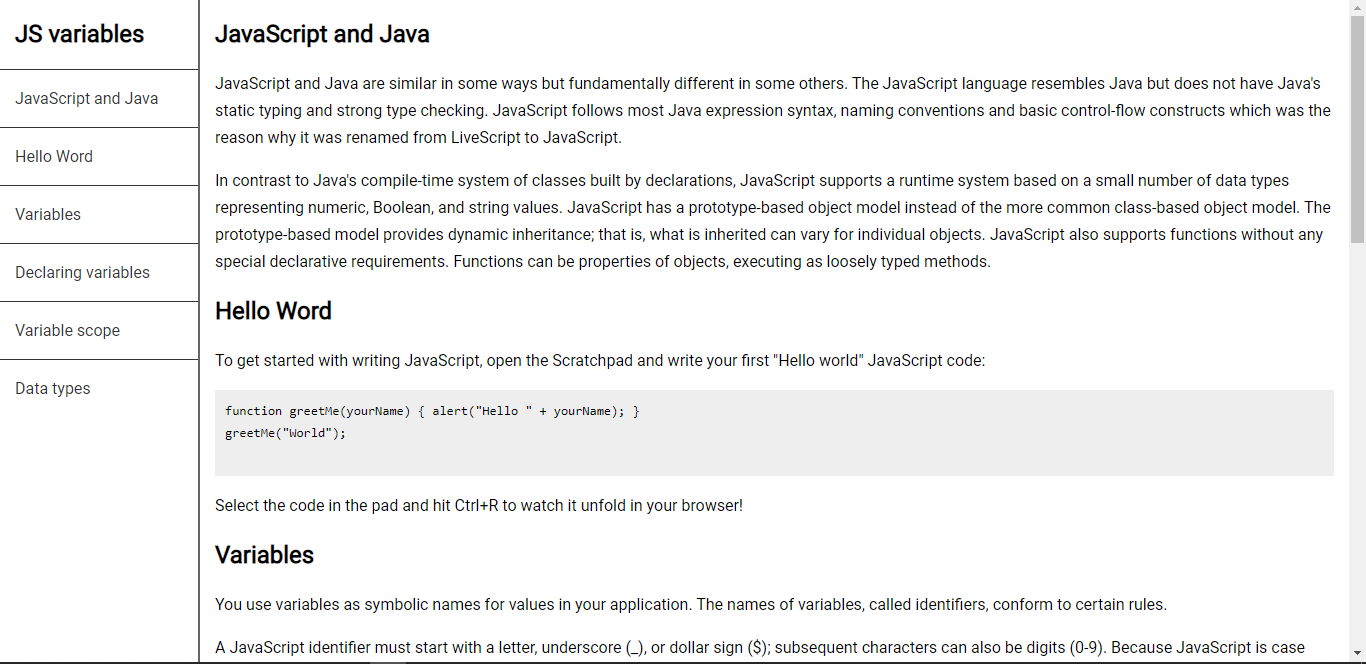 JS variables
JavaScript and Java
Hello Word
Variables
Declaring variables
Variable scope
Data types
JavaScript and Java
JavaScript and Java are similar in some ways but fundamentally different in some others. The JavaScript language resembles Java but does not have Java's
static typing and strong type checking. JavaScript follows most Java expression syntax, naming conventions and basic control-flow constructs which was the
reason why it was renamed from LiveScript to JavaScript.
In contrast to Java's compile-time system of classes built by declarations, JavaScript supports a runtime system based on a small number of data types
representing numeric, Boolean, and string values. JavaScript has a prototype-based object model instead of the more common class-based object model. The
prototype-based model provides dynamic inheritance; that is, what is inherited can vary for individual objects. JavaScript also supports functions without any
special declarative requirements. Functions can be properties of objects, executing as loosely typed methods.
Hello Word
To get started with writing JavaScript, open the Scratchpad and write your first "Hello world" JavaScript code:
function greetMe(yourName) { alert("Hello " + yourName); }
greetMe("World");
Select the code in the pad and hit Ctrl+R to watch it unfold in your browser!
Variables
You use variables as symbolic names for values in your application. The names of variables, called identifiers, conform to certain rules.
A JavaScript identifier must start with a letter, underscore (_), or dollar sign ($); subsequent characters can also be digits (0-9). Because JavaScript is case